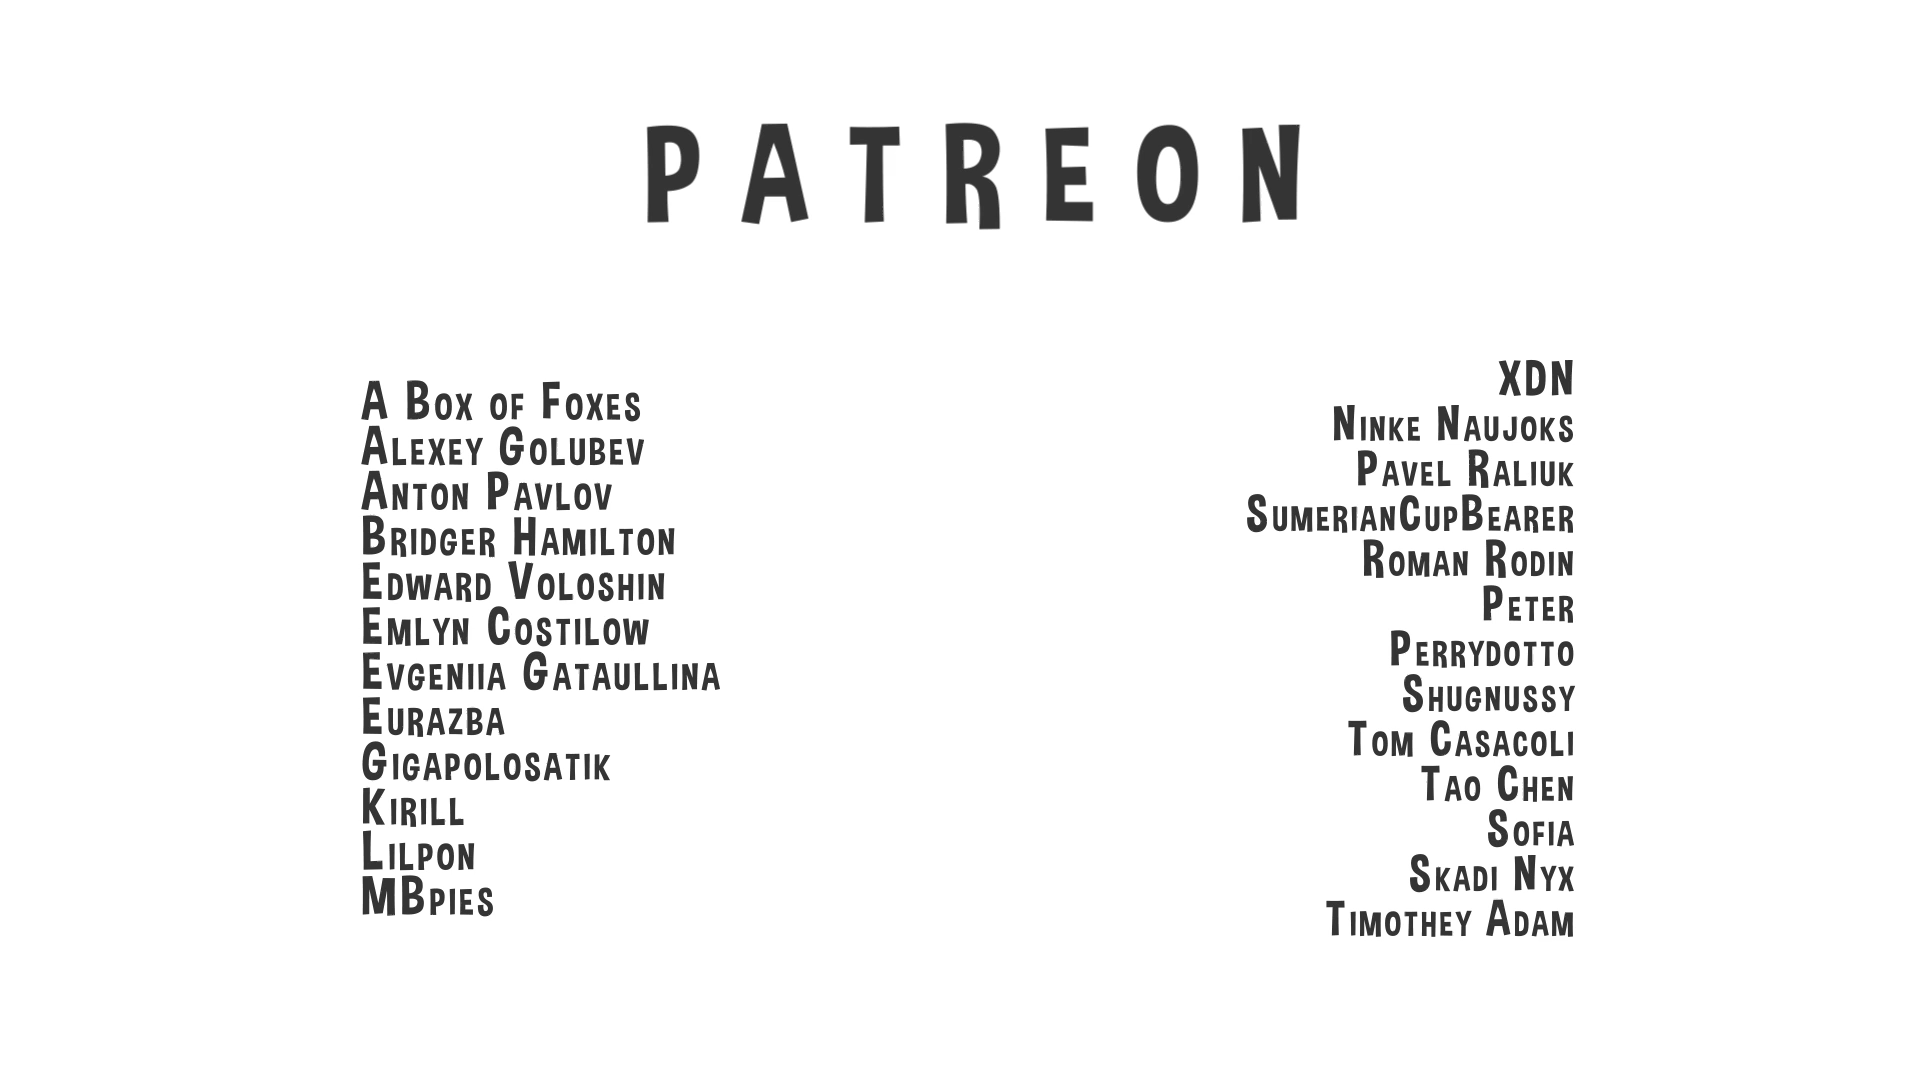 PATREON
A Box of Foxes
Alexey Golubev
Anton Pavlov
Bridger Hamilton
Edward Voloshin
Emlyn Costilow
Evgeniia Gataullina
Eurazba
Gigapolosatik
Kirill
Lilpon
MBpies
XDN
Ninke Naujoks
Pavel Raliuk
SumerianCupBearer
Roman Rodin
Peter
Perrydotto
Shugnussy
Tom Casacoli
Tao Chen
Sofia
Skadi Nyx
Timothey Adam